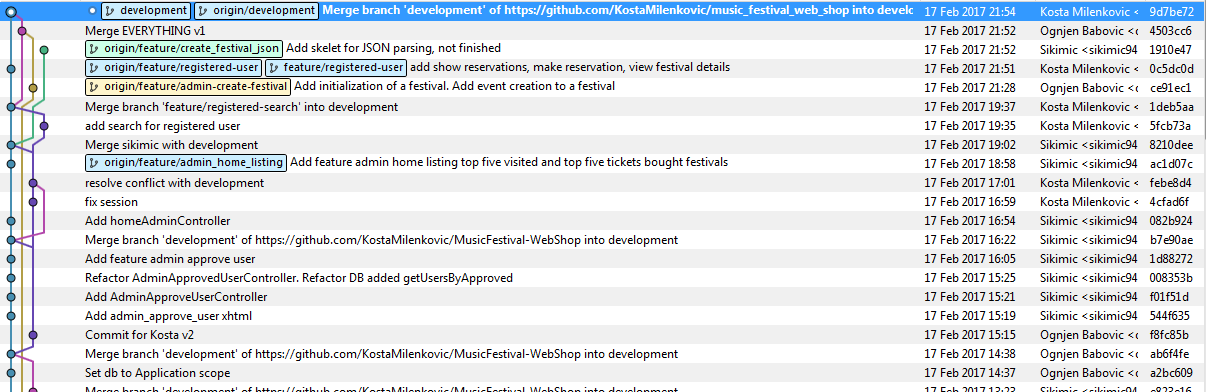 development origin/development Merge branch 'development' of https://github.com/KostaMilenkovic/music_festival_web_shop into develc 17 Feb 2017 21:54 Kosta Milenkovic < 9d7be72
Merge EVERYTHING v1 17 Feb 2017 21:52 Ognjen Babovic <c 4503cc6
origin/feature/create_festival_json Add skelet for JSON parsing, not finished 17 Feb 2017 21:52 Sikimic <sikimic94 1910e47
origin/feature/registered-user feature/registered-user add show reservations, make reservation, view festival details 17 Feb 2017 21:51 Kosta Milenkovic < 0c5dc0d
origin/feature/admin-create-festival Add initialization of a festival. Add event creation to a festival 17 Feb 2017 21:28 Ognjen Babovic <c ce91ec1
Merge branch 'feature/registered-search' into development 17 Feb 2017 19:37 Kosta Milenkovic < 1deb5aa
add search for registered user 17 Feb 2017 19:35 Kosta Milenkovic < 5fcb73a
Merge sikimic with development 17 Feb 2017 19:02 Sikimic <sikimic94 8210dee
origin/feature/admin_home_listing Add feature admin home listing top five visited and top five tickets bought festivals 17 Feb 2017 18:58 Sikimic <sikimic94 ac1d07c
resolve conflict with development 17 Feb 2017 17:01 Kosta Milenkovic < febe8d4
fix session 17 Feb 2017 16:59 Kosta Milenkovic < 4cfad6f
Add homeAdminController 17 Feb 2017 16:54 Sikimic <sikimic94 082b924
Merge branch 'development' of https://github.com/KostaMilenkovic/MusicFestival-WebShop into development 17 Feb 2017 16:22 Sikimic <sikimic94 b7e90ae
Add feature admin approve user 17 Feb 2017 16:05 Sikimic <sikimic94 1d88272
Refactor AdminApprovedUserController. Refactor DB added getUsersByApproved 17 Feb 2017 15:25 Sikimic <sikimic94 008353b
Add AdminApproveUserController 17 Feb 2017 15:21 Sikimic <sikimic94 f01f51d
Add admin_approve_user xhtml 17 Feb 2017 15:19 Sikimic <sikimic94 544f635
Commit for Kosta v2 17 Feb 2017 15:15 Ognjen Babovic <c f8fc85b
Merge branch 'development' of https://github.com/KostaMilenkovic/MusicFestival-WebShop into development 17 Feb 2017 14:38 Ognjen Babovic <c ab6f4fe
Set db to Application scope 17 Feb 2017 14:37 Ognjen Babovic <c a2bc609